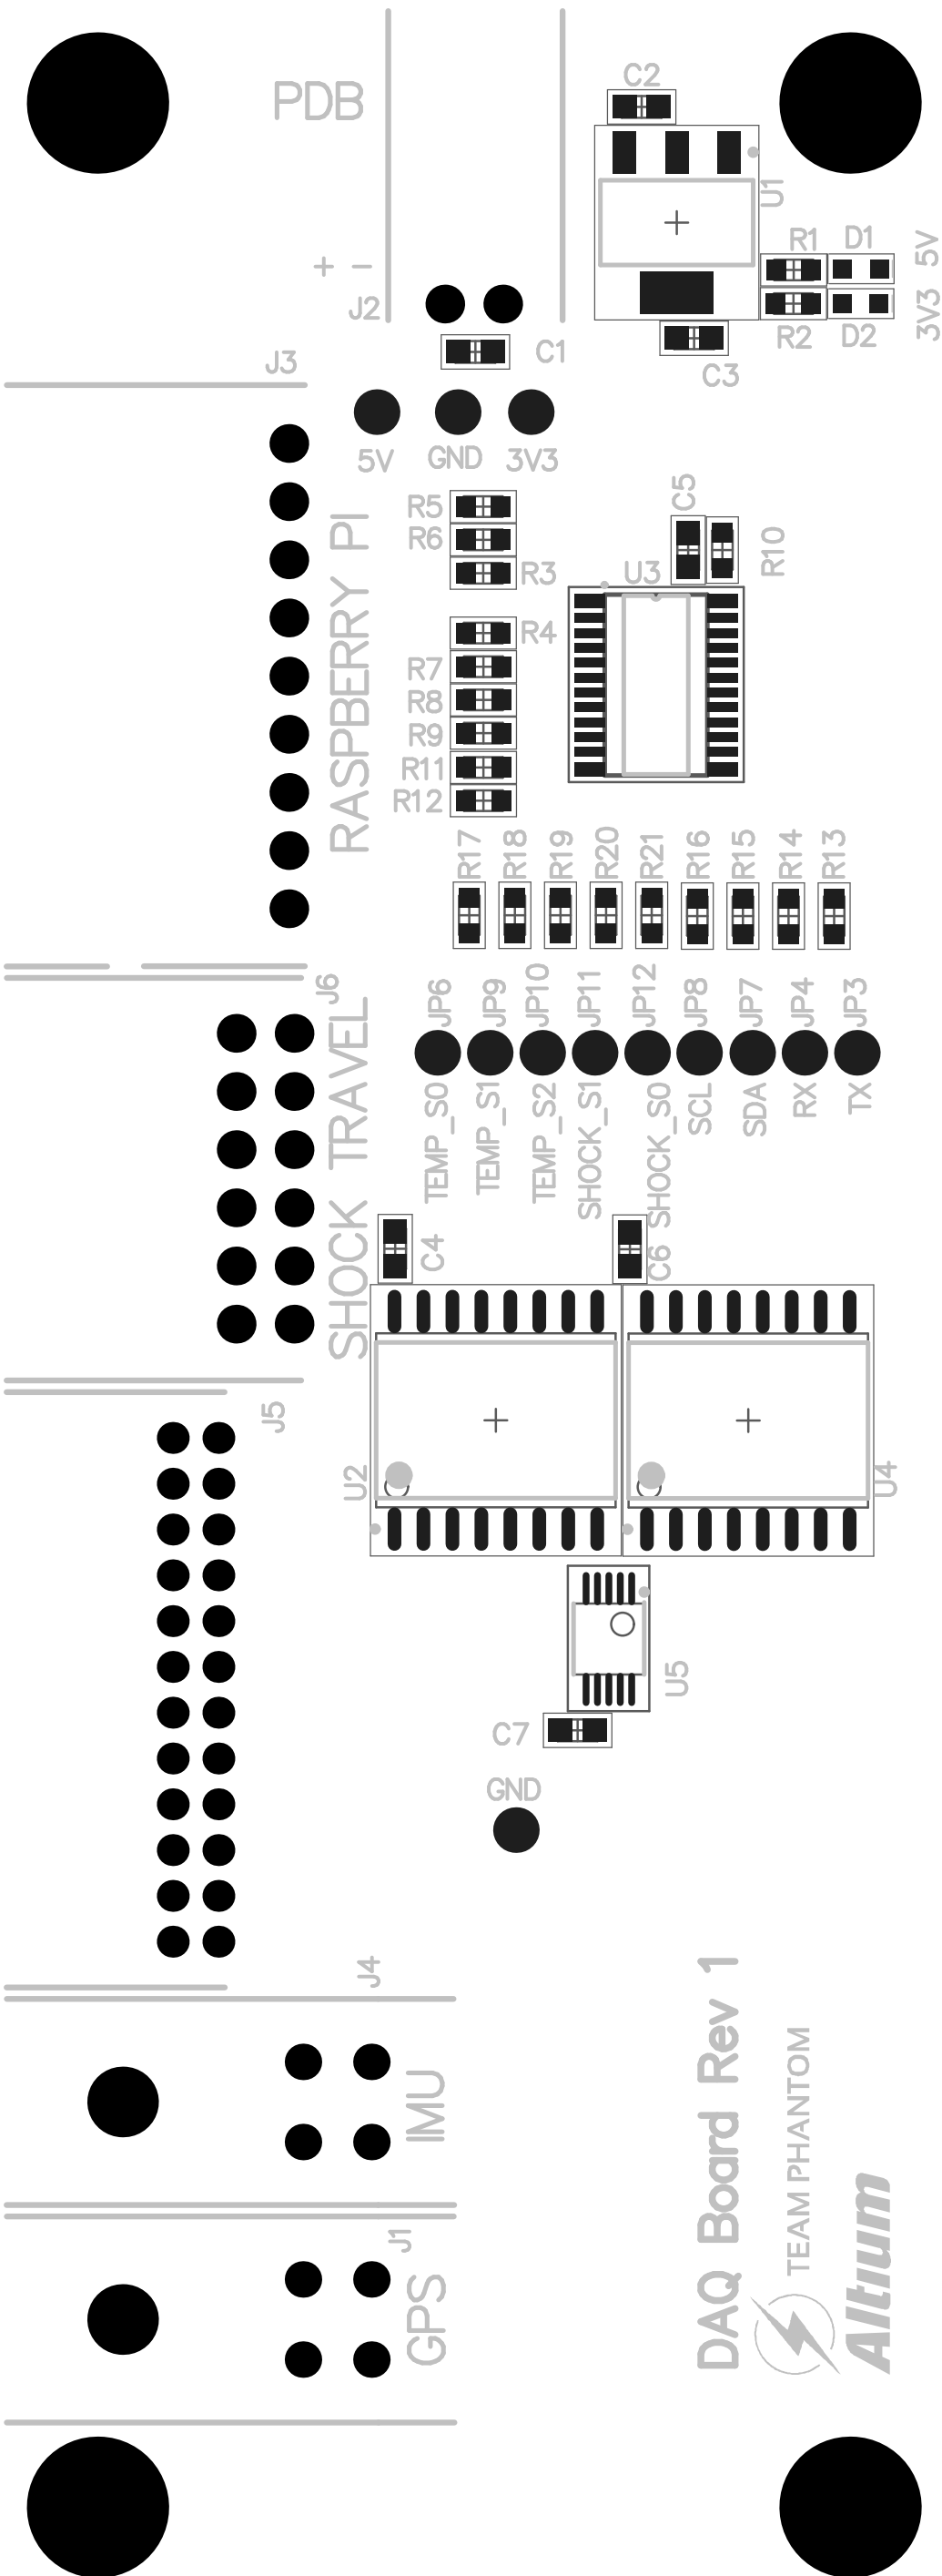 C2
PDB
U1
R1 D1 5V
+ -
J2
R2 D2 3V3
C1
C3
J3
5V GND 3V3
C5
R5
R6
R3
R10
U3
RASPBERRY PI
R4
R7
R8
R9
R11
R12
R17 R18 R19 R20 R21 R16 R15 R14 R13
J6
JP6 JP9 JP10 JP11 JP12 JP8 JP7 JP4 JP3
SHOCK TRAVEL
TEMP_S0 TEMP_S1 TEMP_S2 SHOCK_S1 SHOCK_S0 SCL SDA RX TX
C4
C6
J5
U2
U4
U5
C7
GND
J4
IMU
J1
GPS
DAQ Board Rev 1
TEAM PHANTOM
Altium